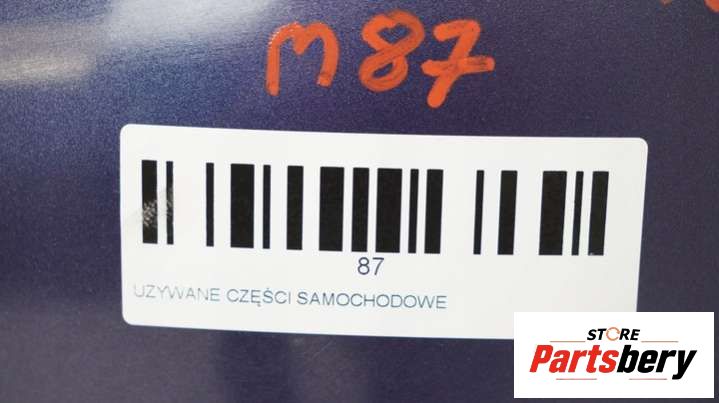 M87
87
UZYWANE CZĘŚCI SAMOCHODOWE
STORE
Partsbery